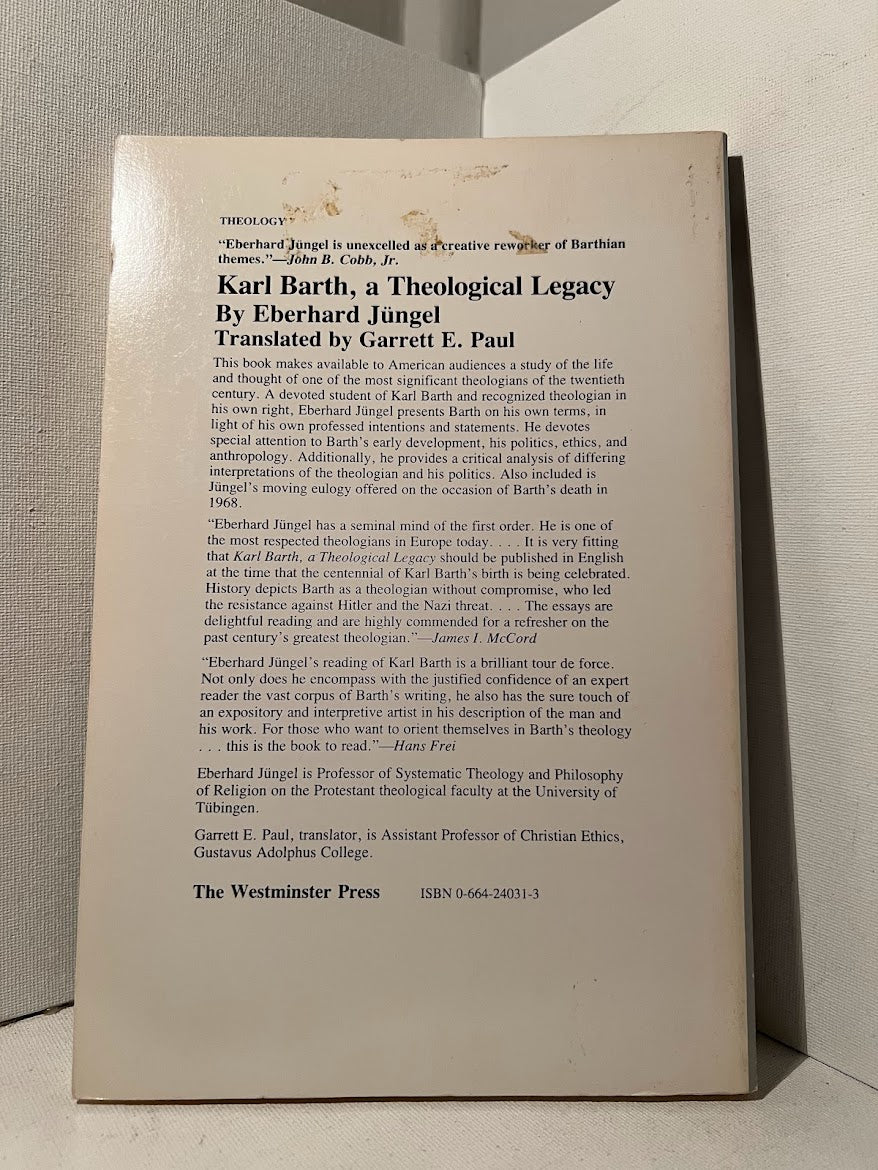 THEOLOGY
“Eberhard Jüngel is unexcelled as a creative reworker of Barthian
themes.”—John B. Cobb, Jr.
Karl Barth, a Theological Legacy
By Eberhard Jüngel
Translated by Garrett E. Paul
This book makes available to American audiences a study of the life
and thought of one of the most significant theologians of the twentieth
century. A devoted student of Karl Barth and recognized theologian in
his own right, Eberhard Jüngel presents Barth on his own terms, in
light of his own professed intentions and statements. He devotes
special attention to Barth’s early development, his politics, ethics, and
anthropology. Additionally, he provides a critical analysis of differing
interpretations of the theologian and his politics. Also included is
Jüngel’s moving eulogy offered on the occasion of Barth’s death in
1968.
“Eberhard Jüngel has a seminal mind of the first order. He is one of
the most respected theologians in Europe today. . . . It is very fitting
that Karl Barth, a Theological Legacy should be published in English
at the time that the centennial of Karl Barth’s birth is being celebrated.
History depicts Barth as a theologian without compromise, who led
the resistance against Hitler and the Nazi threat. . . . The essays are
delightful reading and are highly commended for a refresher on the
past century’s greatest theologian.”—James I. McCord
“Eberhard Jüngel’s reading of Karl Barth is a brilliant tour de force.
Not only does he encompass with the justified confidence of an expert
reader the vast corpus of Barth’s writing, he also has the sure touch of
an expository and interpretive artist in his description of the man and
his work. For those who want to orient themselves in Barth’s theology
. . . this is the book to read.”—Hans Frei
Eberhard Jüngel is Professor of Systematic Theology and Philosophy
of Religion on the Protestant theological faculty at the University of
Tübingen.
Garrett E. Paul, translator, is Assistant Professor of Christian Ethics,
Gustavus Adolphus College.
The Westminster Press ISBN 0-664-24031-3